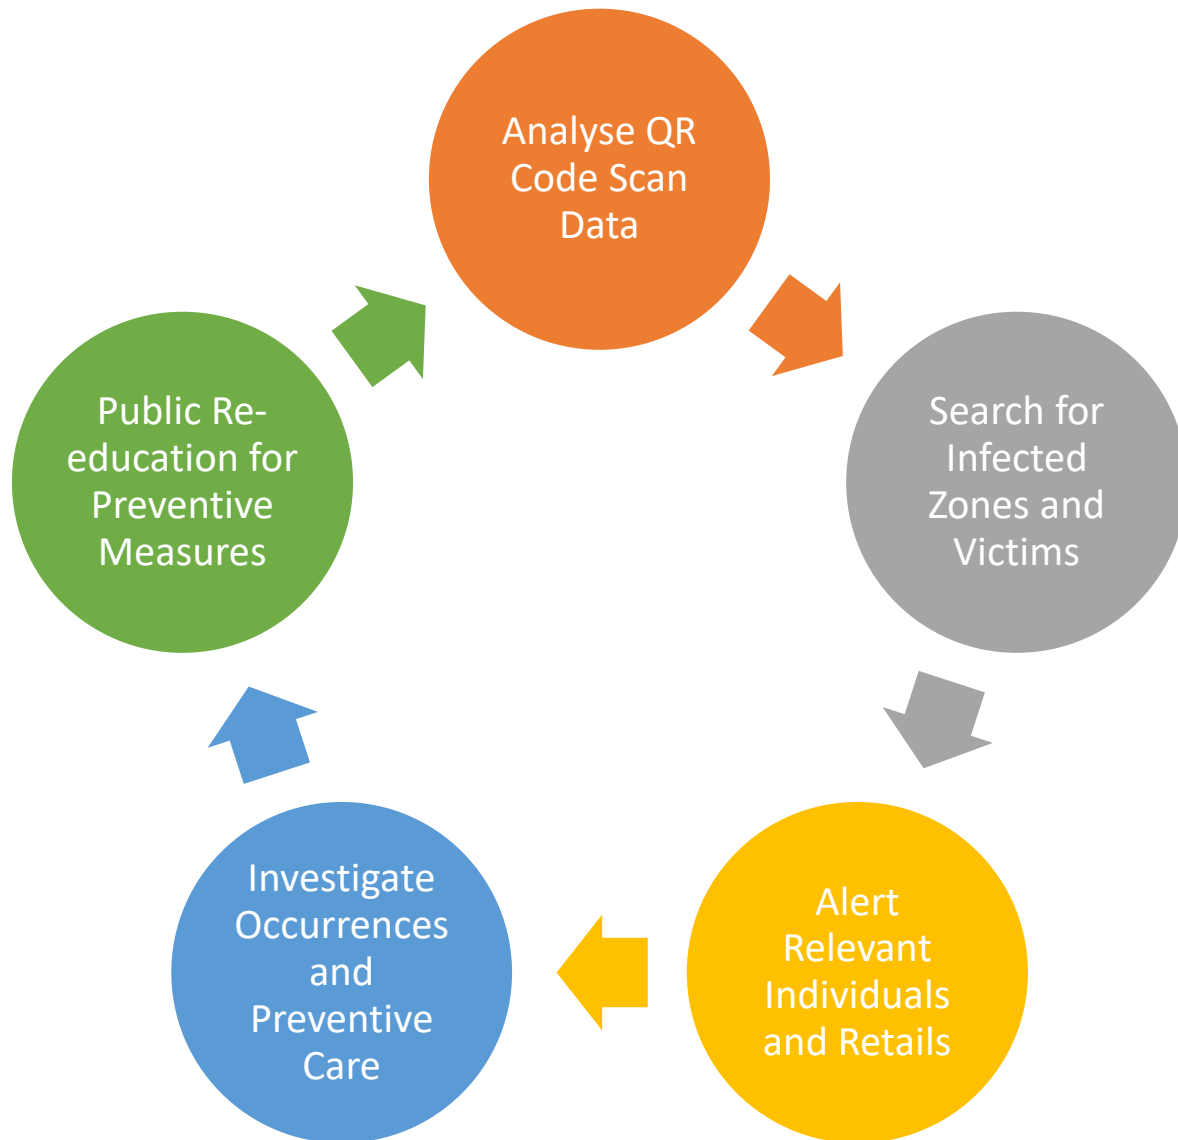 Analyse QR
Code Scan
Data
Search for
Infected
Zones and
Victims
Alert
Relevant
Individuals
and Retails
Investigate
Occurrences
and
Preventive
Care
Public Re-
education for
Preventive
Measures